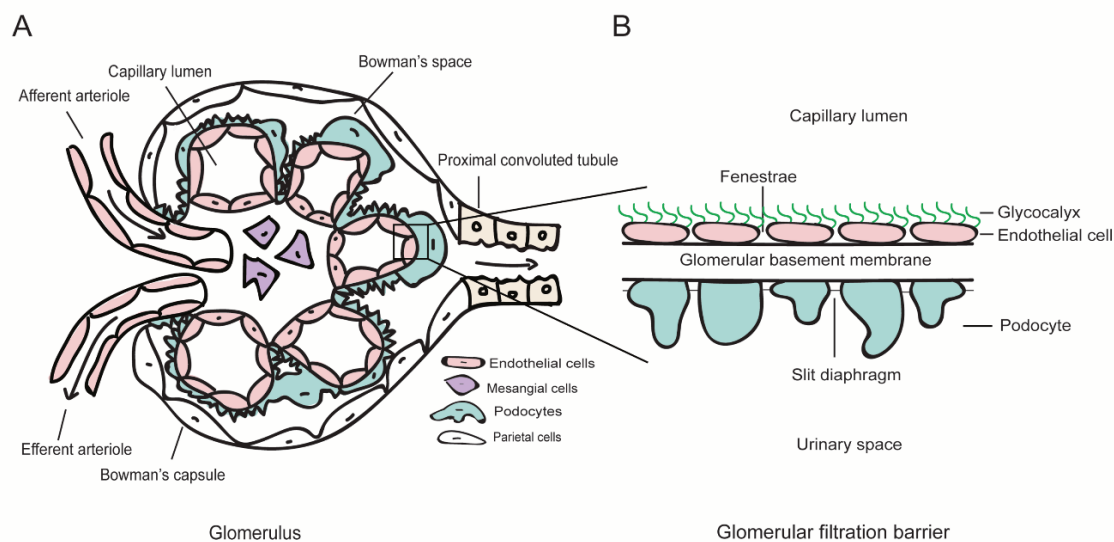 A
B
Capillary lumen
Bowman's space
Afferent arteriole
Capillary lumen
Proximal convoluted tubule
Fenestrae
Glycocalyx
Endothelial cell
Glomerular basement membrane
Podocyte
Slit diaphragm
Endothelial cells
Mesangial cells
Podocytes
Parietal cells
Efferent arteriole
Bowman's capsule
Urinary space
Glomerulus
Glomerular filtration barrier